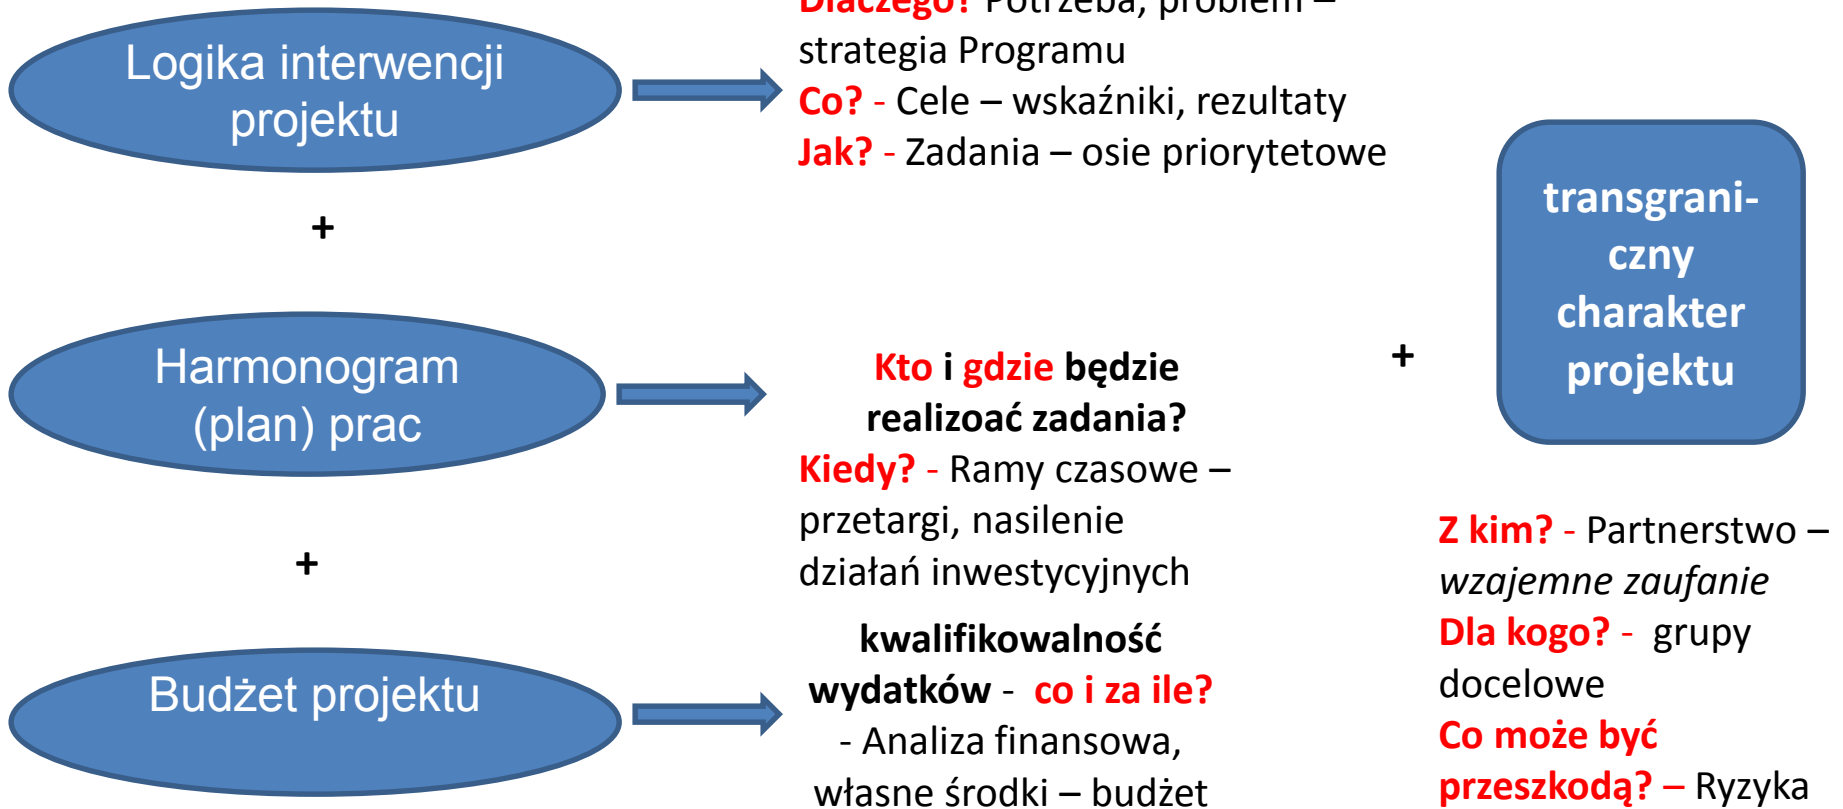 Logika interwencji
projektu
Dlaczego? Potrzeba, problem –
strategia Programu
Co? - Cele – wskaźniki, rezultaty
Jak? - Zadania – osie priorytetowe
+
Harmonogram
(plan) prac
Kto i gdzie będzie
realizoać zadania?
Kiedy? - Ramy czasowe –
przetargi, nasilenie
działań inwestycyjnych
+
Budżet projektu
kwalifikowalność
wydatków - co i za ile?
- Analiza finansowa,
własne środki – budżet
+
transgrani-
czny
charakter
projektu
Z kim? - Partnerstwo –
wzajemne zaufanie
Dla kogo? - grupy
docelowe
Co może być
przeszkodą? – Ryzyka